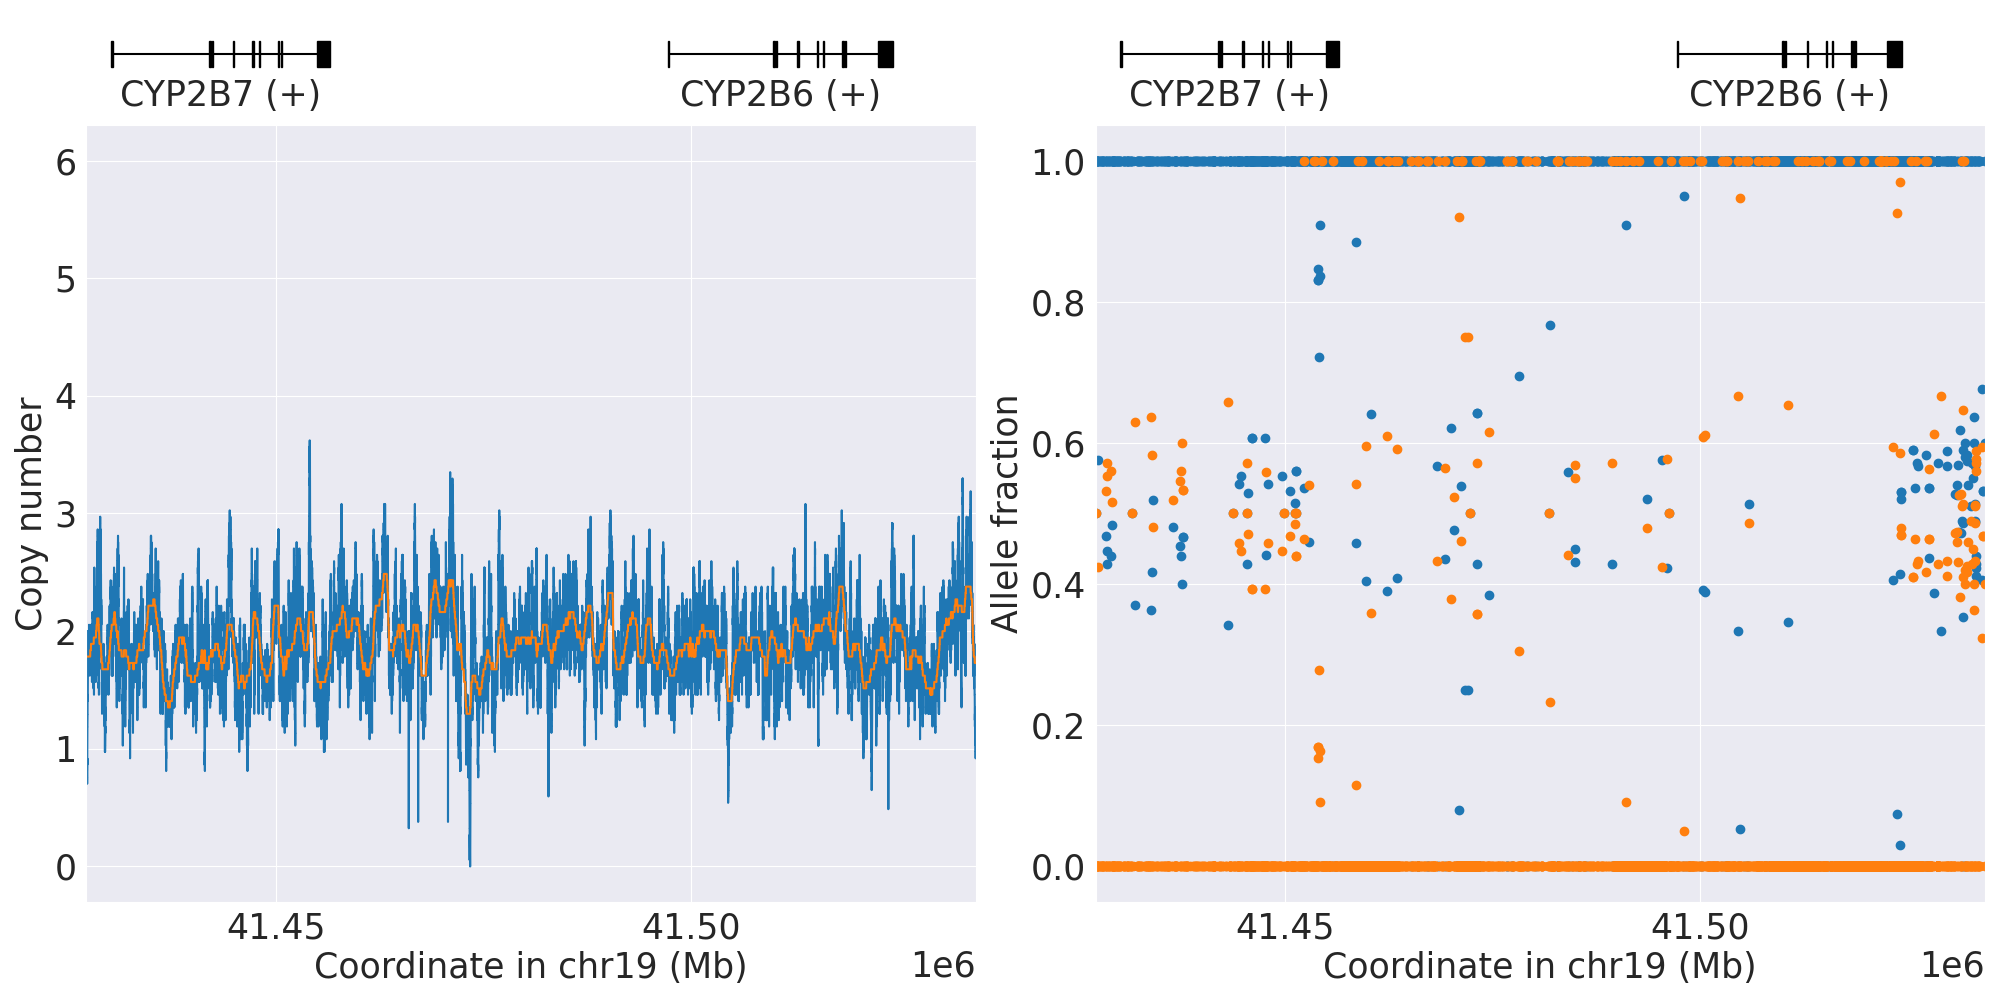 CYP2B7 (+)
CYP2B6 (+)
CYP2B7 (+)
CYP2B6 (+)
6
5
4
3
2
1
0
Copy number
41.45
41.50
Coordinate in chr19 (Mb)
1e6
1.0
0.8
0.6
0.4
0.2
0.0
Allele fraction
41.45
41.50
Coordinate in chr19 (Mb)
1e6